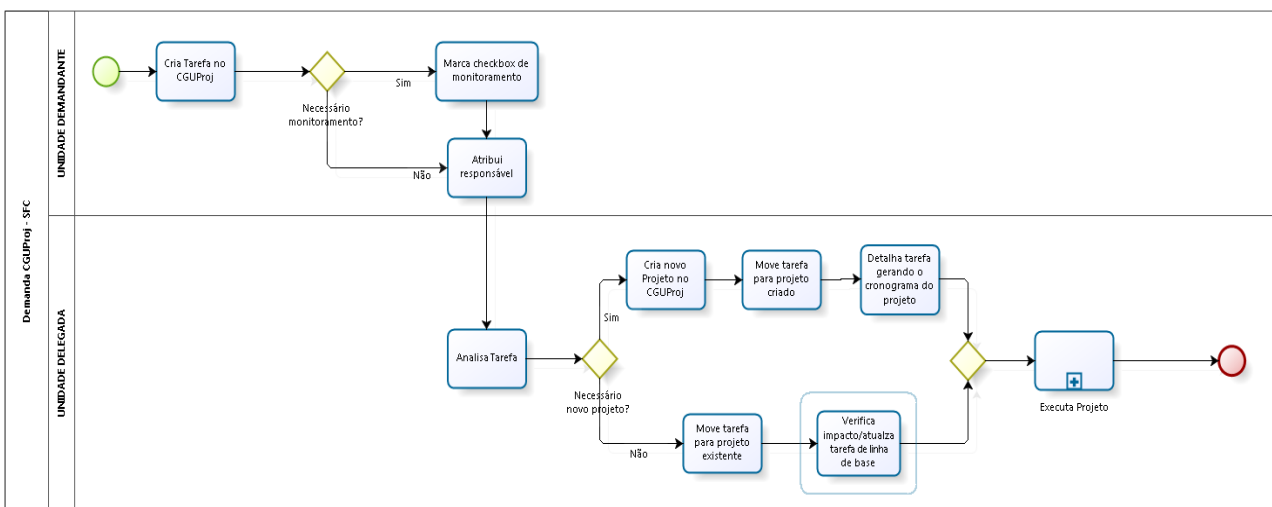 Demanda CGUProj - SFC
UNIDADE DEMANDANTE
Cria Tarefa no
CGUProj
Necessário
monitoramento?
Sim
Não
Marca checkbox de
monitoramento
Atribui
responsável
UNIDADE DELEGADA
Analisa Tarefa
Necessário
novo projeto?
Sim
Cria novo
Projeto no
CGUProj
Move tarefa
para projeto
criado
Detalha tarefa
gerando o
cronograma do
projeto
Não
Move tarefa
para projeto
existente
Verifica
impacto/atualza
tarefa de linha
de base
Executa Projeto